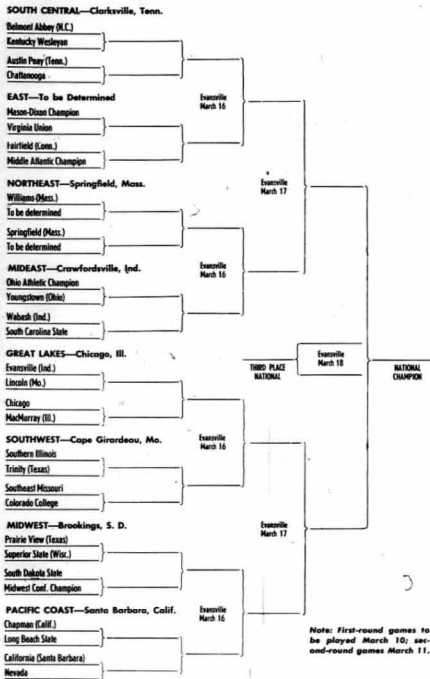 SOUTH CENTRAL—Clarksville, Tenn.
Belmont Abbey (N.C.)
Kentucky Wesleyan
Austin Peay (Tenn.)
Chattanooga
EAST—To be Determined
Mason-Dixon Champion
Virginia Union
Fairfield (Conn.)
Middle Atlantic Champion
NORTHEAST—Springfield, Mass.
Williams (Mass.)
To be determined
Springfield (Mass.)
To be determined
MIDEAST—Crawfordsville, Ind.
Ohio Athletic Champion
Youngstown (Ohio)
Wabash (Ind.)
South Carolina State
GREAT LAKES—Chicago, Ill.
Evansville (Ind.)
Lincoln (Mo.)
Chicago
MacMurray (Ill.)
SOUTHWEST—Cape Girardeau, Mo.
Southern Illinois
Trinity (Texas)
Southeast Missouri
Colorado College
MIDWEST—Brookings, S. D.
Prairie View (Texas)
Superior State (Wisc.)
South Dakota State
Midwest Conf. Champion
PACIFIC COAST—Santa Barbara, Calif.
Chapman (Calif.)
Long Beach State
California (Santa Barbara)
Nevada
Evansville
March 16
Evansville
March 16
Evansville
March 16
Evansville
March 16
Evansville
March 17
Evansville
March 17
THIRD PLACE
NATIONAL
Evansville
March 18
NATIONAL
CHAMPION
Note: First-round games to
be played March 10; sec-
ond-round games March 11.